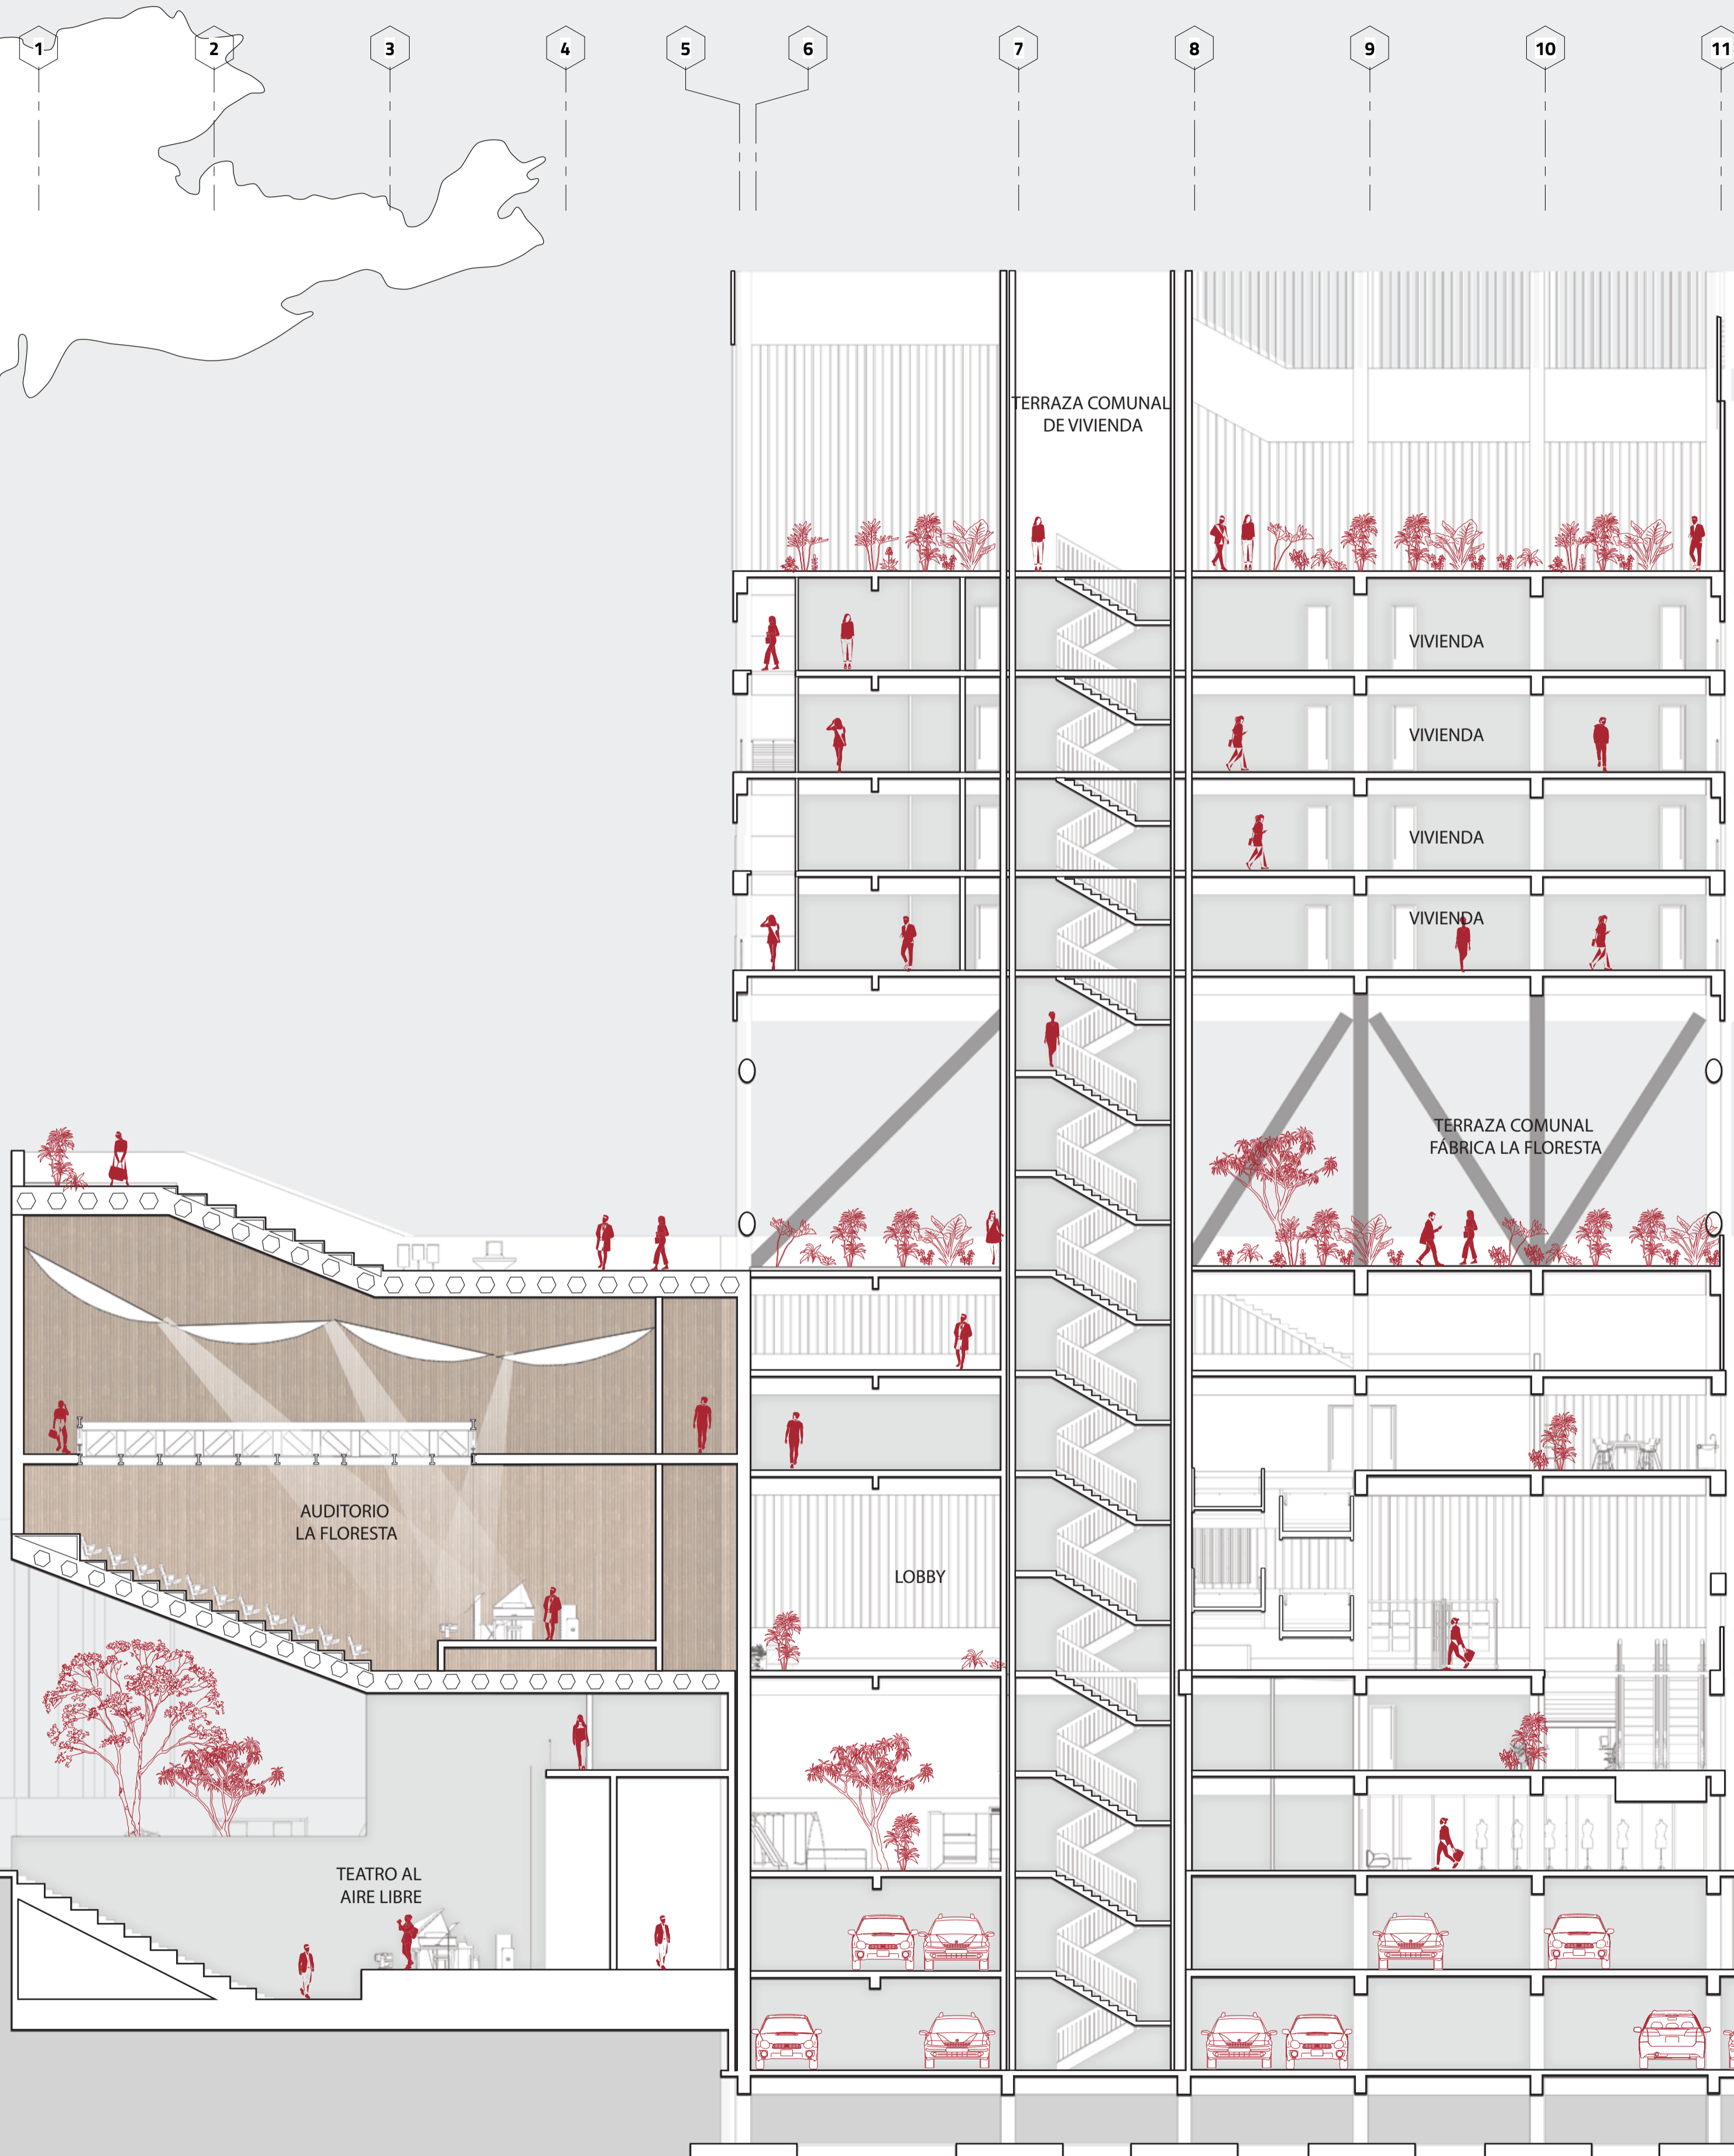 1 2 3 4 5 6 7 8 9 10 11
TERRAZA COMUNAL
DE VIVIENDA
VIVIENDA
VIVIENDA
VIVIENDA
VIVIENDA
TERRAZA COMUNAL
FÁBRICA LA FLORESTA
AUDITORIO
LA FLORESTA
LOBBY
TEATRO AL
AIRE LIBRE